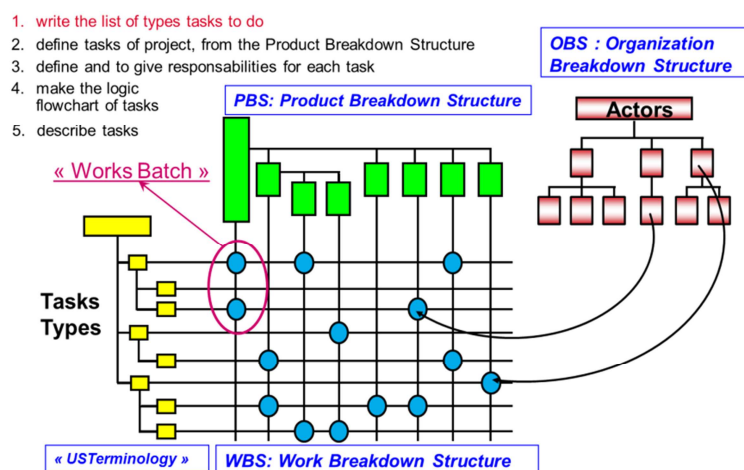 1. write the list of types tasks to do
2. define tasks of project, from the Product Breakdown Structure
3. define and to give responsabilities for each task
4. make the logic
flowchart of tasks
5. describe tasks
OBS : Organization
Breakdown Structure
PBS: Product Breakdown Structure
Actors
« Works Batch »
Tasks
Types
« USTerminology »
WBS: Work Breakdown Structure